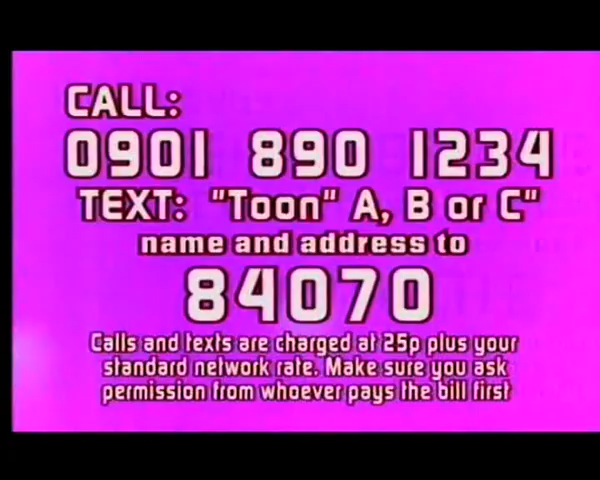 CALL:
0901 890 1234
TEXT: "Toon" A, B or C"
name and address to
84070
Calls and texts are charged at 25p plus your
standard network rate. Make sure you ask
permission from whoever pays the bill first